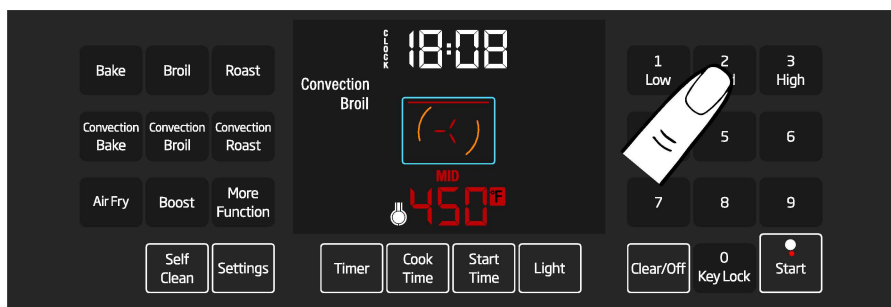 Bake
Broil
Roast
Convection
Bake
Convection
Broil
Convection
Roast
Air Fry
Boost
More
Function
Self
Clean
Settings
CLOCK
18:08
Convection
Broil
MID
450°F
Timer
Cook
Time
Start
Time
Light
1
Low
2
3
High
5
6
7
8
9
Clear/Off
0
Key Lock
Start